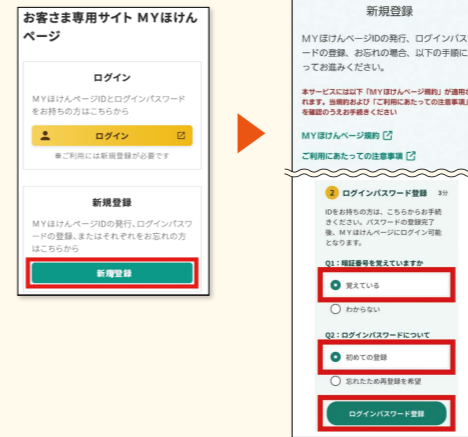 お客さま専用サイト MYほけん
ページ
ログイン
MYほけんページIDとログインパスワード
をお持ちの方はこちらから
ログイン
※ご利用には新規登録が必要です
新規登録
MYほけんページIDの発行、ログインパスワ
ードの登録、またはそれぞれをお忘れの方
はこちらから
新規登録
新規登録
MYほけんページIDの発行、ログインパス
ードの登録、お忘れの場合、以下の手順に
ってお進みください。
本サービスには以下「MYほけんページ規約」が適用さ
れます。当規約および「ご利用にあたっての注意事項」
を確認のうえお手続きください
MYほけんページ規約
ご利用にあたっての注意事項
2 ログインパスワード登録 3分
IDをお持ちの方は、こちらからお手続
きください。パスワードの登録完了
後、MYほけんページにログイン可能
となります。
Q1:暗証番号を覚えていますか
覚えている
わからない
Q2:ログインパスワードについて
初めての登録
忘れたため再登録を希望
ログインパスワード登録